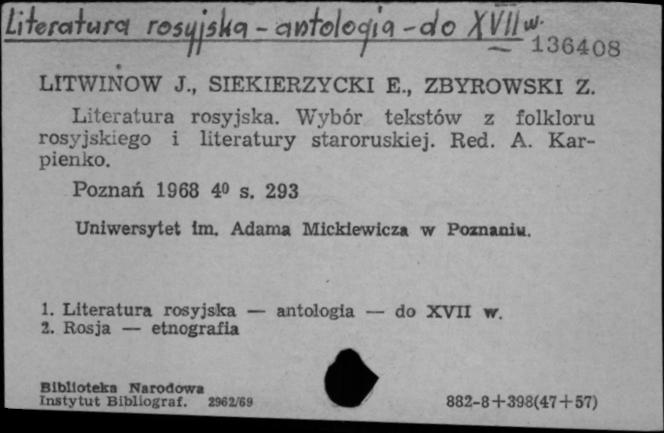 Literatura rosyjska - antologia - do XVII w.
136408
LITWINOW J., SIEKIERZYCKI E., ZBYROWSKI Z.
Literatura rosyjska. Wybór tekstów z folkloru
rosyjskiego i literatury staroruskiej. Red. A. Kar-
pienko.
Poznań 1968 4⁰ s. 293
Uniwersytet im. Adama Mickiewicza w Poznaniu.
1. Literatura rosyjska — antologia — do XVII w.
2. Rosja — etnografia
Biblioteka Narodowa
Instytut Bibliograf. 2962/69
882-8+398(47+57)